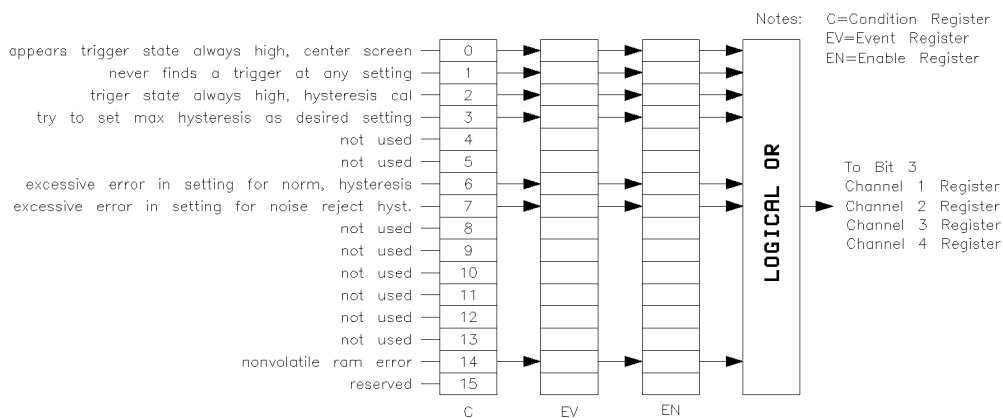 Notes: C=Condition Register
EV=Event Register
EN=Enable Register
appears trigger state always high, center screen 0
never finds a trigger at any setting 1
triger state always high, hysteresis cal 2
try to set max hysteresis as desired setting 3
not used 4
not used 5
excessive error in setting for norm, hysteresis 6
excessive error in setting for noise reject hyst. 7
not used 8
not used 9
not used 10
not used 11
not used 12
not used 13
nonvolatile ram error 14
reserved 15
C EV EN
LOGICAL OR
To Bit 3
Channel 1 Register
Channel 2 Register
Channel 3 Register
Channel 4 Register